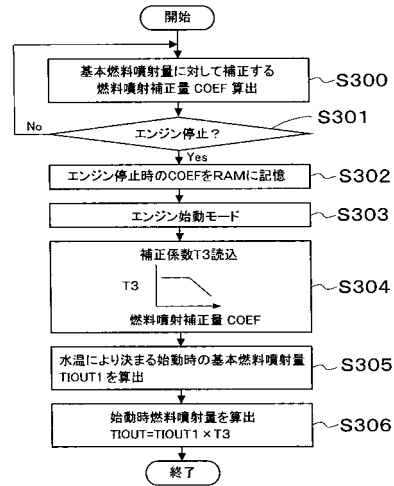 開始
基本燃料噴射量に対して補正する
燃料噴射補正量 COEF 算出
S300
エンジン停止？
S301
No
Yes
エンジン停止時のCOEFをRAMに記憶
S302
エンジン始動モード
S303
補正係数T3読込
T3
燃料噴射補正量 COEF
S304
水温により決まる始動時の基本燃料噴射量
TIOUT1 を算出
S305
始動時燃料噴射量を算出
TIOUT=TIOUT1×T3
S306
終了